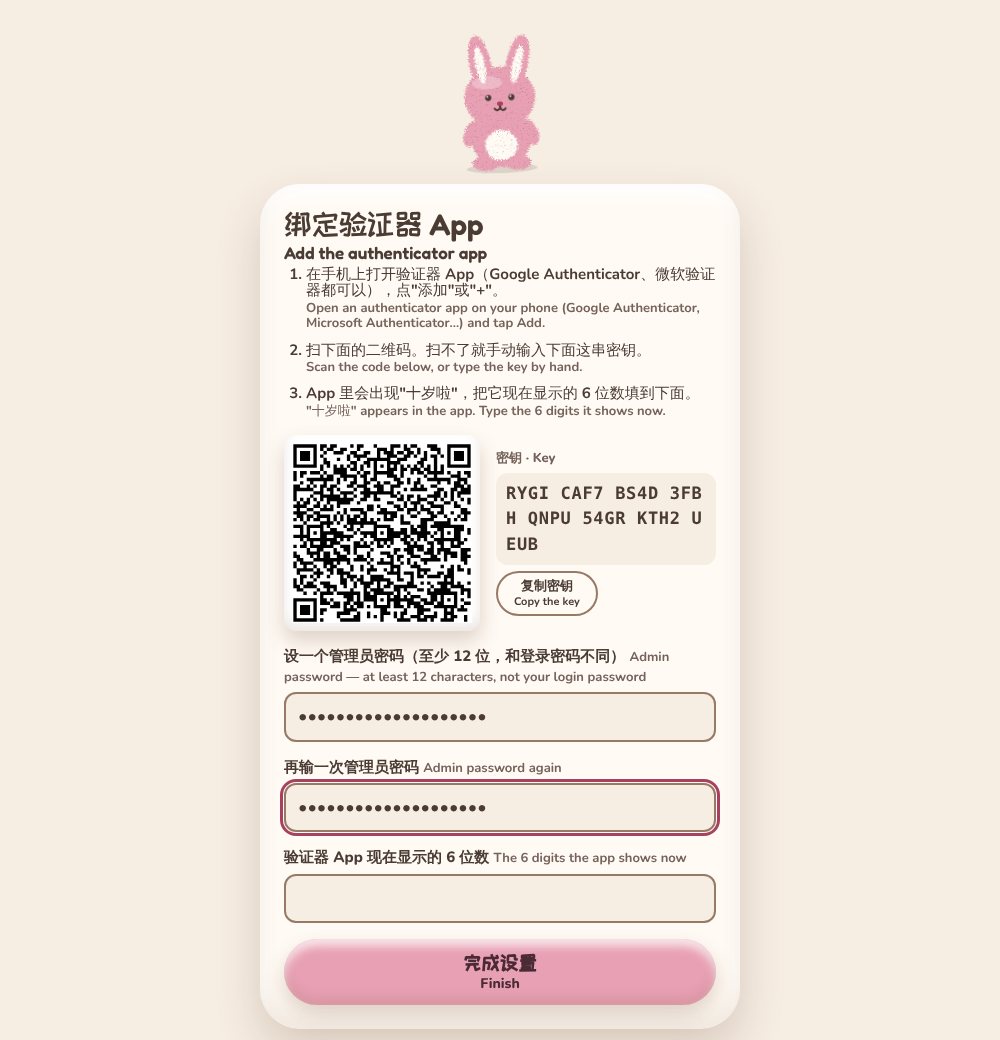 绑定验证器 App
Add the authenticator app
1. 在手机上打开验证器 App（Google Authenticator、微软验证
器都可以），点"添加"或"+"。
Open an authenticator app on your phone (Google Authenticator,
Microsoft Authenticator…) and tap Add.
2. 扫下面的二维码。扫不了就手动输入下面这串密钥。
Scan the code below, or type the key by hand.
3. App 里会出现"十岁啦"，把它现在显示的 6 位数填到下面。
"十岁啦" appears in the app. Type the 6 digits it shows now.
密钥 · Key
RYGI CAF7 BS4D 3FB
H QNPU 54GR KTH2 U
EUB
复制密钥
Copy the key
设一个管理员密码（至少 12 位，和登录密码不同） Admin
password — at least 12 characters, not your login password
••••••••••••••••••••
再输一次管理员密码 Admin password again
••••••••••••••••••••
验证器 App 现在显示的 6 位数 The 6 digits the app shows now
完成设置
Finish